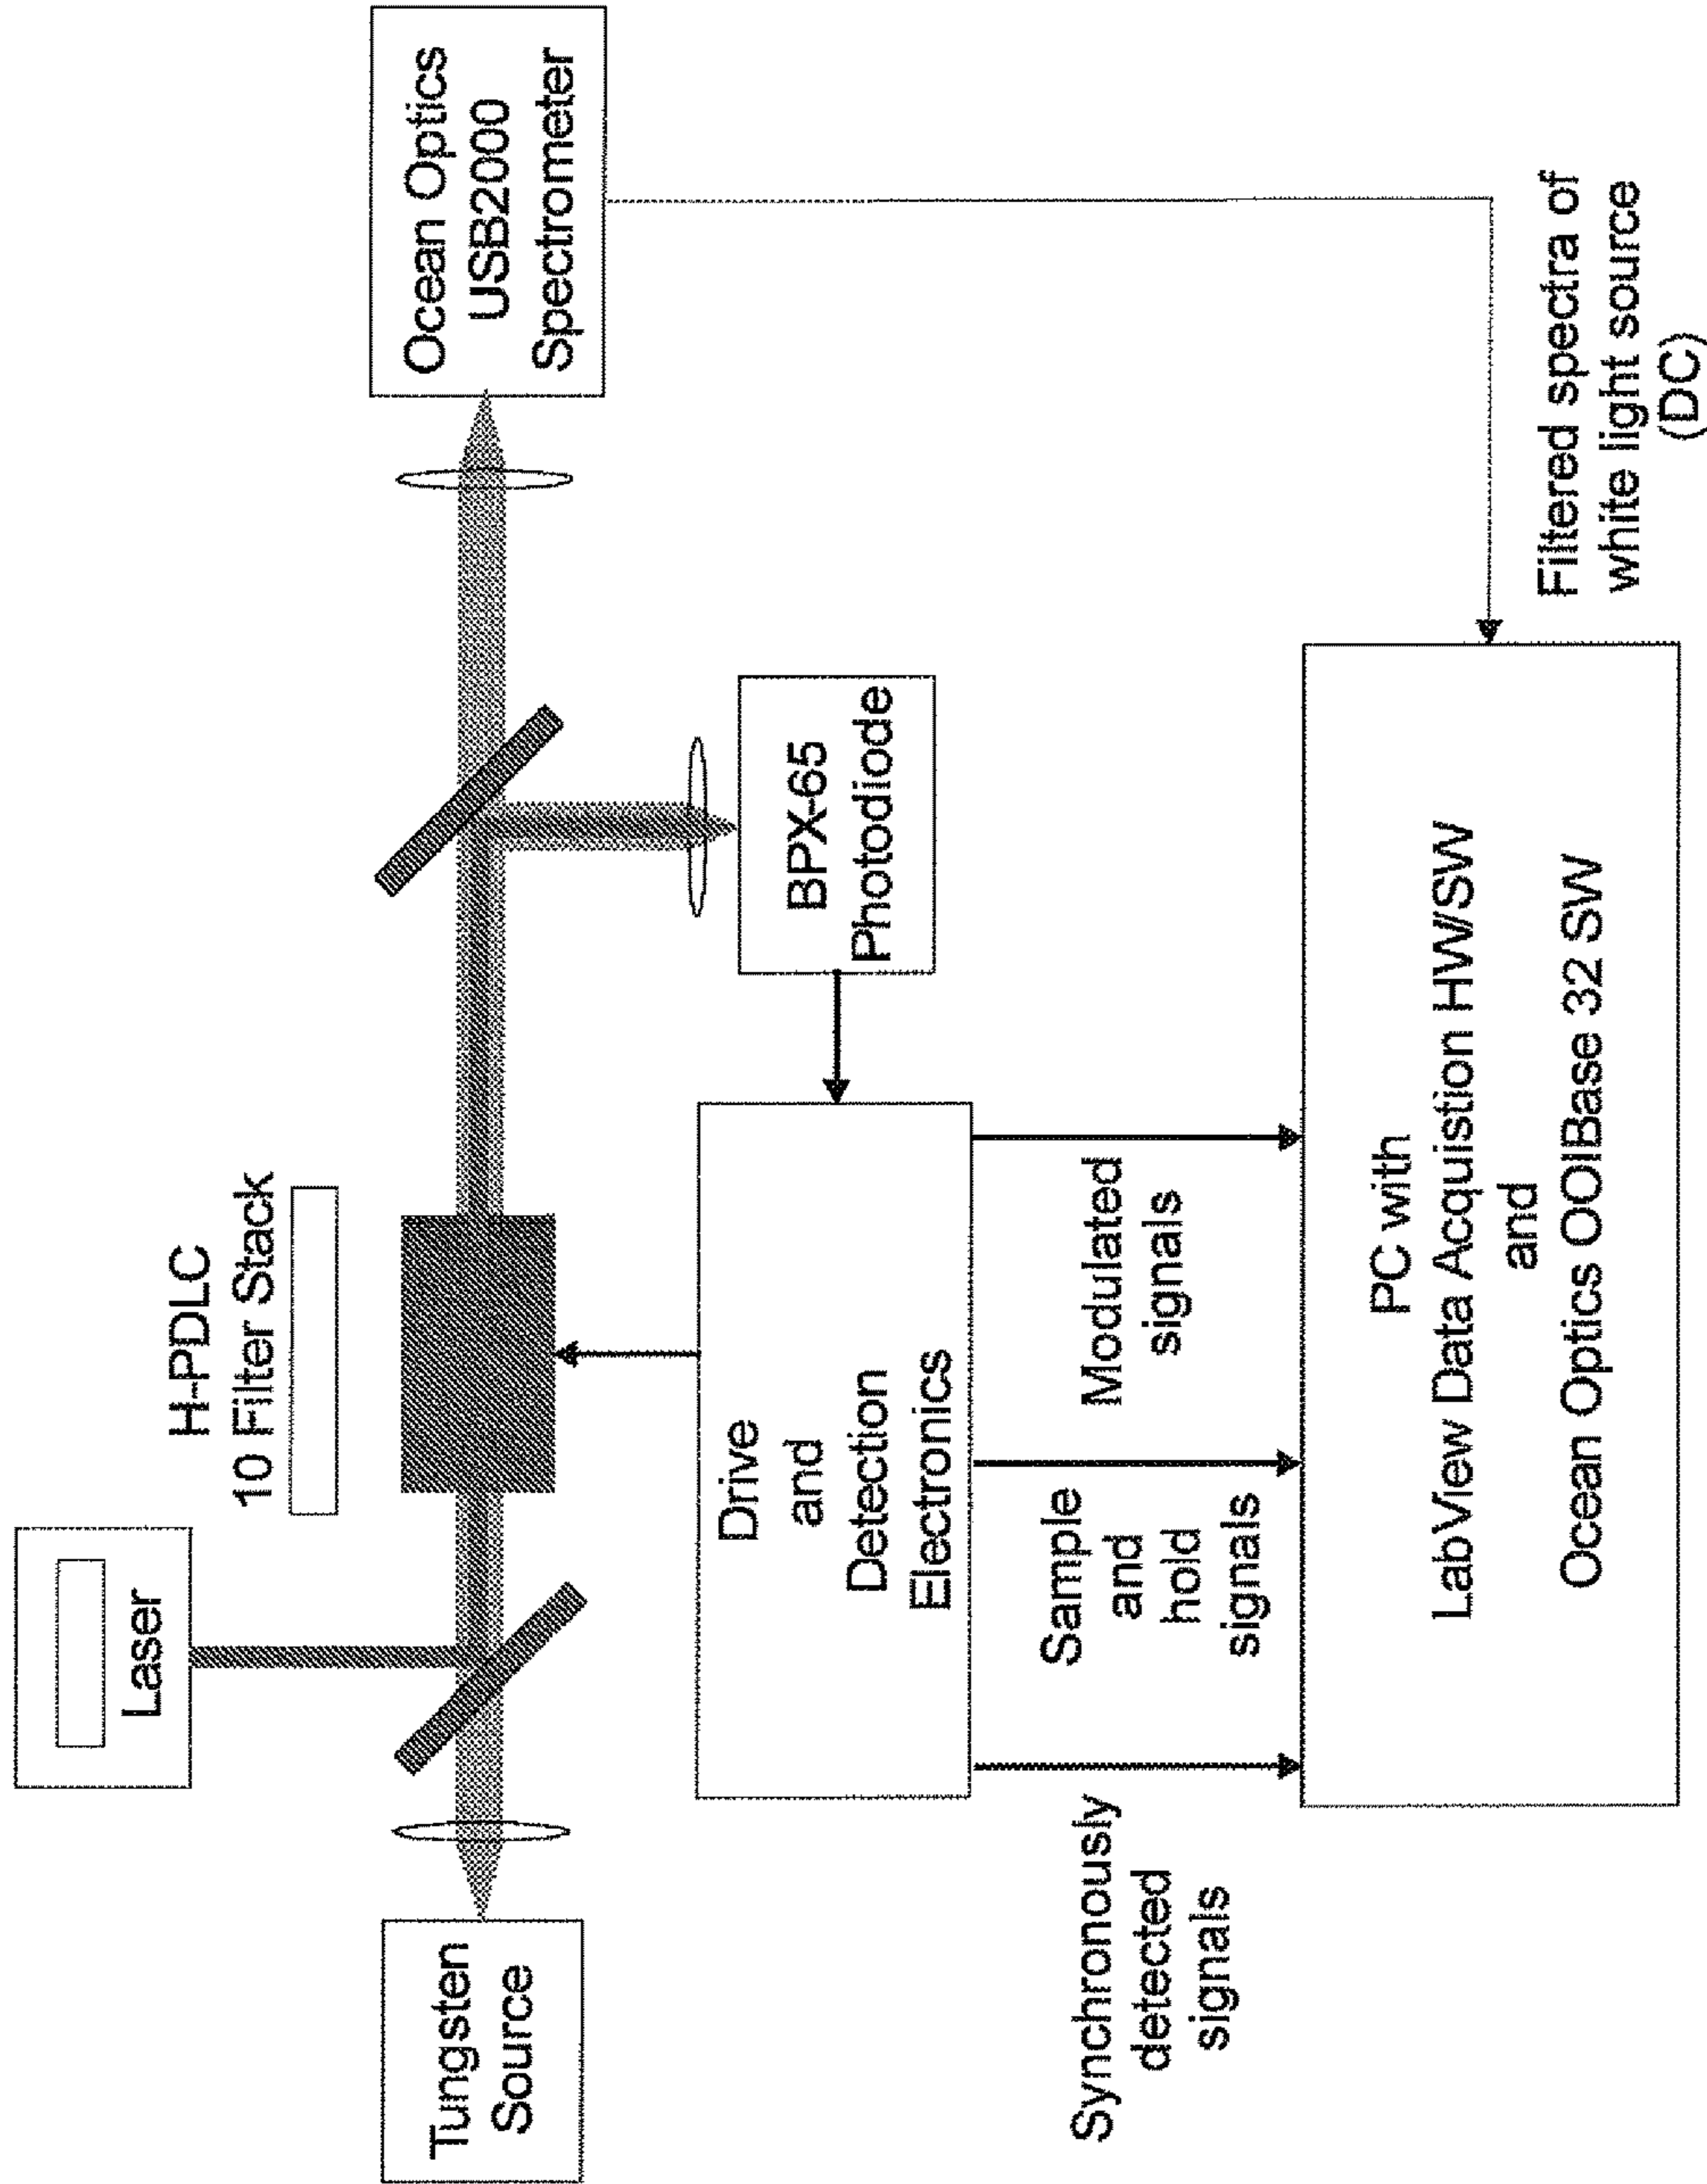 Laser
H-PDLC
10 Filter Stack
Tungsten
Source
Ocean Optics
USB2000
Spectrometer
BPX-65
Photodiode
Drive
and
Detection
Electronics
Synchronously
detected
signals
Sample
and
hold
signals
Modulated
signals
Filtered spectra of
white light source
(DC)
PC with
LabView Data Acquistion HW/SW
and
Ocean Optics OOIBase 32 SW